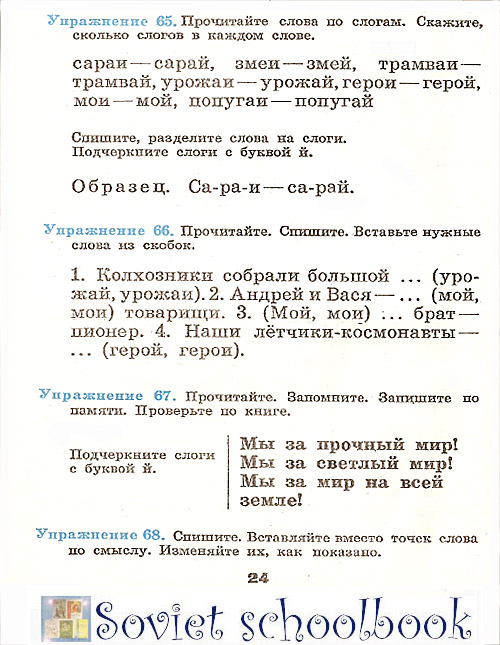 Упражнение 65. Прочитайте слова по слогам. Скажите,
сколько слогов в каждом слове.
сараи — сарай, змеи — змей, трамваи —
трамвай, урожаи — урожай, герои — герой,
мои — мой, попугаи — попугай
Спишите, разделите слова на слоги.
Подчеркните слоги с буквой й.
Образец. Са-ра-и — са-рай.
Упражнение 66. Прочитайте. Спишите. Вставьте нужные
слова из скобок.
1. Колхозники собрали большой ... (уро-
жай, урожаи). 2. Андрей и Вася — ... (мой,
мои) товарищи. 3. (Мой, мои) ... брат —
пионер. 4. Наши лётчики-космонавты —
... (герой, герои).
Упражнение 67. Прочитайте. Запомните. Запишите по
памяти. Проверьте по книге.
Подчеркните слоги
с буквой й.
Мы за прочный мир!
Мы за светлый мир!
Мы за мир на всей
земле!
Упражнение 68. Спишите. Вставляйте вместо точек слова
по смыслу. Изменяйте их, как показано.
24
Soviet schoolbook